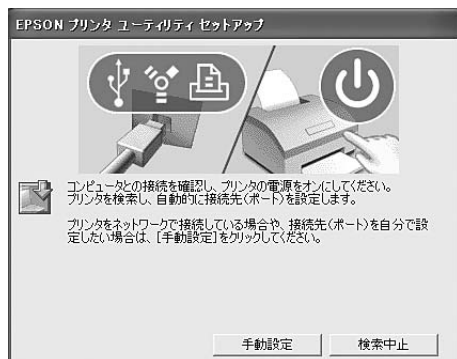 EPSON プリンタ ユーティリティ セットアップ
コンピュータとの接続を確認し、プリンタの電源をオンにしてください。
プリンタを検索し、自動的に接続先(ポート)を設定します。
プリンタをネットワークで接続している場合や、接続先(ポート)を自分で設
定したい場合は、[手動設定]をクリックしてください。
手動設定
検索中止